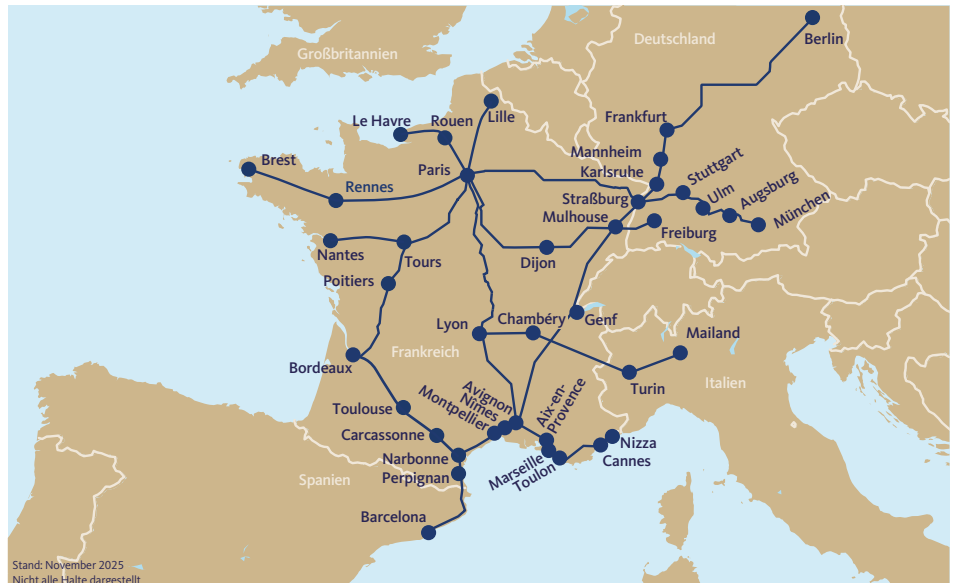 Großbritannien
Deutschland
Berlin
Le Havre
Rouen
Lille
Frankfurt
Brest
Rennes
Paris
Mannheim
Karlsruhe
Stuttgart
Straßburg
Ulm
Augsburg
München
Mulhouse
Freiburg
Nantes
Tours
Dijon
Poitiers
Lyon
Chambéry
Genf
Mailand
Bordeaux
Frankreich
Turin
Italien
Toulouse
Avignon
Nîmes
Montpellier
Aix-en-
Provence
Carcassonne
Nizza
Cannes
Narbonne
Marseille
Toulon
Spanien
Perpignan
Barcelona
Stand: November 2025
Nicht alle Halte dargestellt